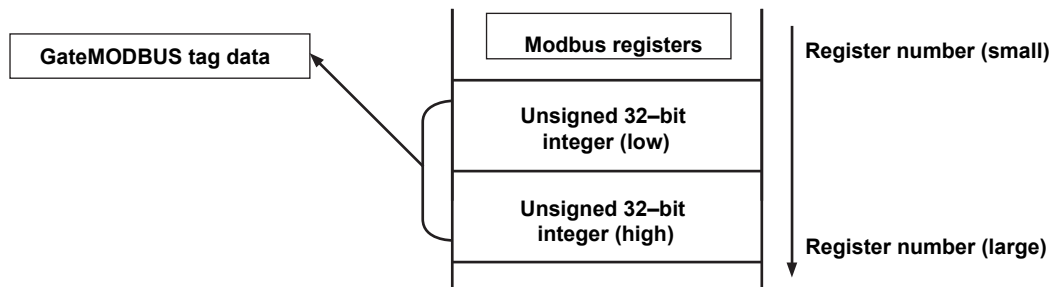 Modbus registers
GateMODBUS tag data
Register number (small)
Unsigned 32–bit
integer (low)
Unsigned 32–bit
integer (high)
Register number (large)